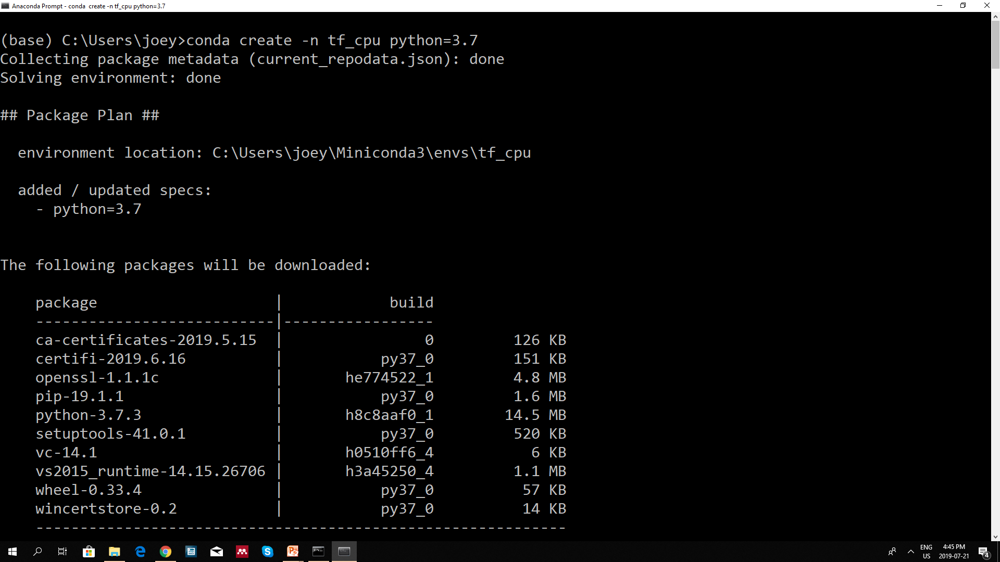 Anaconda Prompt - conda  create -n tf_cpu python=3.7
(base) C:\Users\joey>conda create -n tf_cpu python=3.7
Collecting package metadata (current_repodata.json): done
Solving environment: done
## Package Plan ##
  environment location: C:\Users\joey\Miniconda3\envs\tf_cpu
  added / updated specs:
    - python=3.7
The following packages will be downloaded:
    package                    |            build
    ---------------------------|-----------------
    ca-certificates-2019.5.15  |                0         126 KB
    certifi-2019.6.16          |           py37_0         151 KB
    openssl-1.1.1c             |       he774522_1         4.8 MB
    pip-19.1.1                 |           py37_0         1.6 MB
    python-3.7.3               |       h8c8aaf0_1        14.5 MB
    setuptools-41.0.1          |           py37_0         520 KB
    vc-14.1                    |       h0510ff6_4           6 KB
    vs2015_runtime-14.15.26706 |       h3a45250_4         1.1 MB
    wheel-0.33.4               |           py37_0          57 KB
    wincertstore-0.2           |           py37_0          14 KB
    ------------------------------------------------------------
ENG 4:45 PM
US 2019-07-21
4